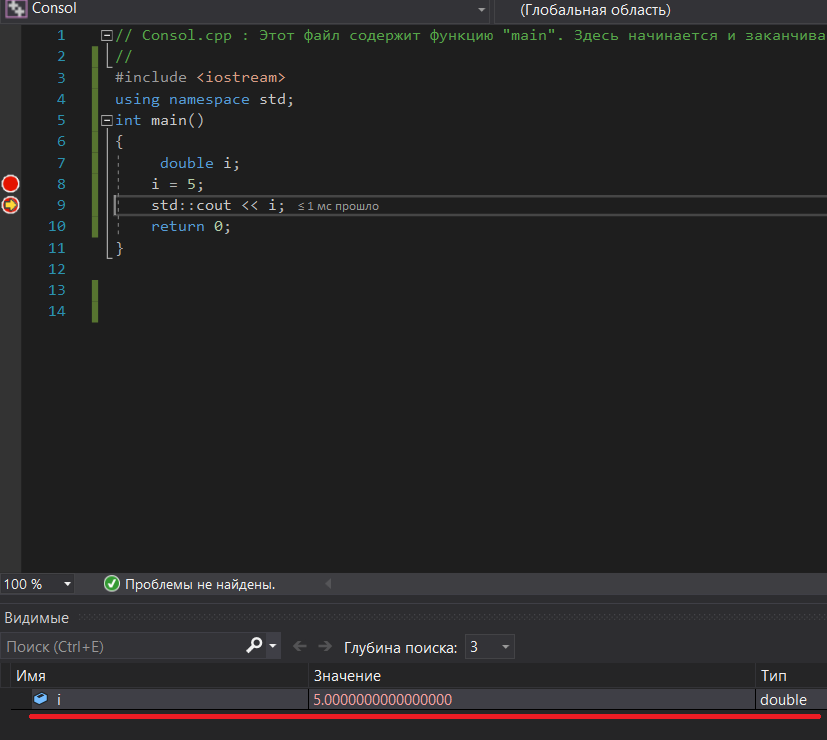 Consol (Глобальная область)
1 // Consol.cpp : Этот файл содержит функцию "main". Здесь начинается и заканчива
2 //
3 #include <iostream>
4 using namespace std;
5 int main()
6 {
7 double i;
8 i = 5;
9 std::cout << i; ≤ 1 мс прошло
10 return 0;
11 }
12
13
14
100 % Проблемы не найдены.
Видимые
Поиск (Ctrl+E) Глубина поиска: 3
Имя Значение Тип
i 5.0000000000000000 double